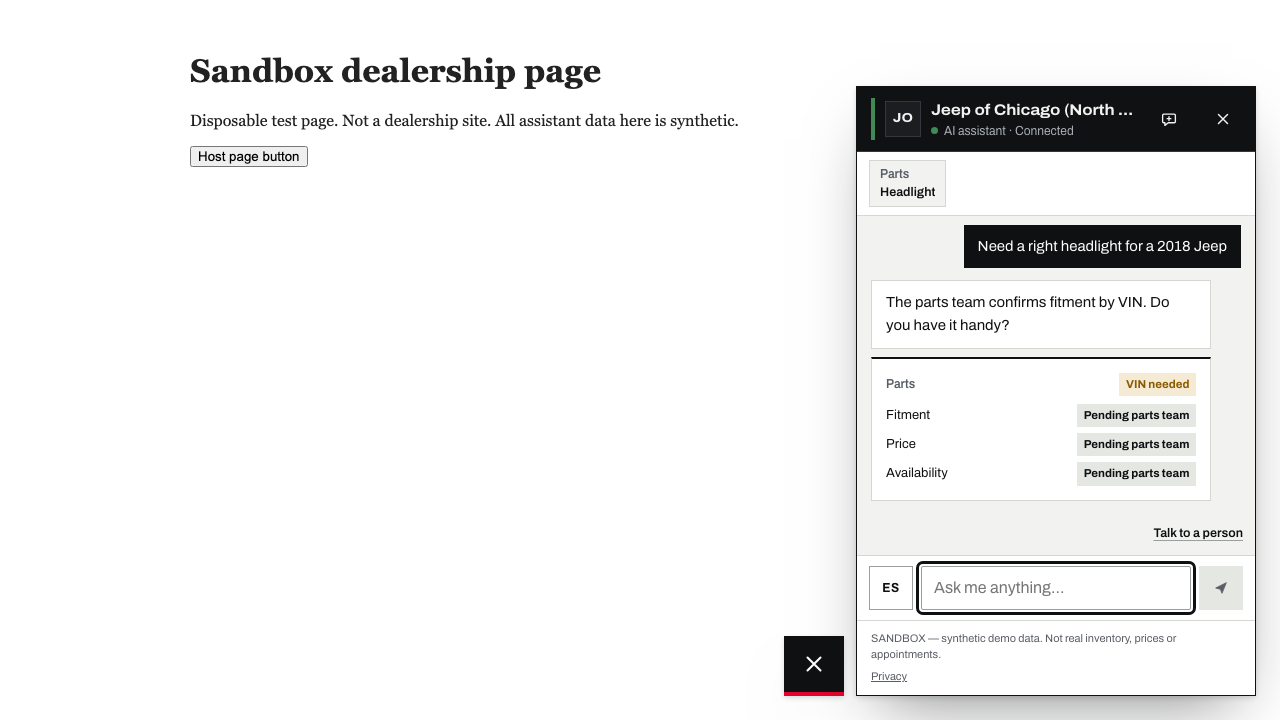 Sandbox dealership page
Disposable test page. Not a dealership site. All assistant data here is synthetic.
Host page button
JO
Jeep of Chicago (North ...
AI assistant · Connected
Parts
Headlight
Need a right headlight for a 2018 Jeep
The parts team confirms fitment by VIN. Do
you have it handy?
Parts
VIN needed
Fitment
Pending parts team
Price
Pending parts team
Availability
Pending parts team
Talk to a person
ES
Ask me anything...
SANDBOX — synthetic demo data. Not real inventory, prices or
appointments.
Privacy